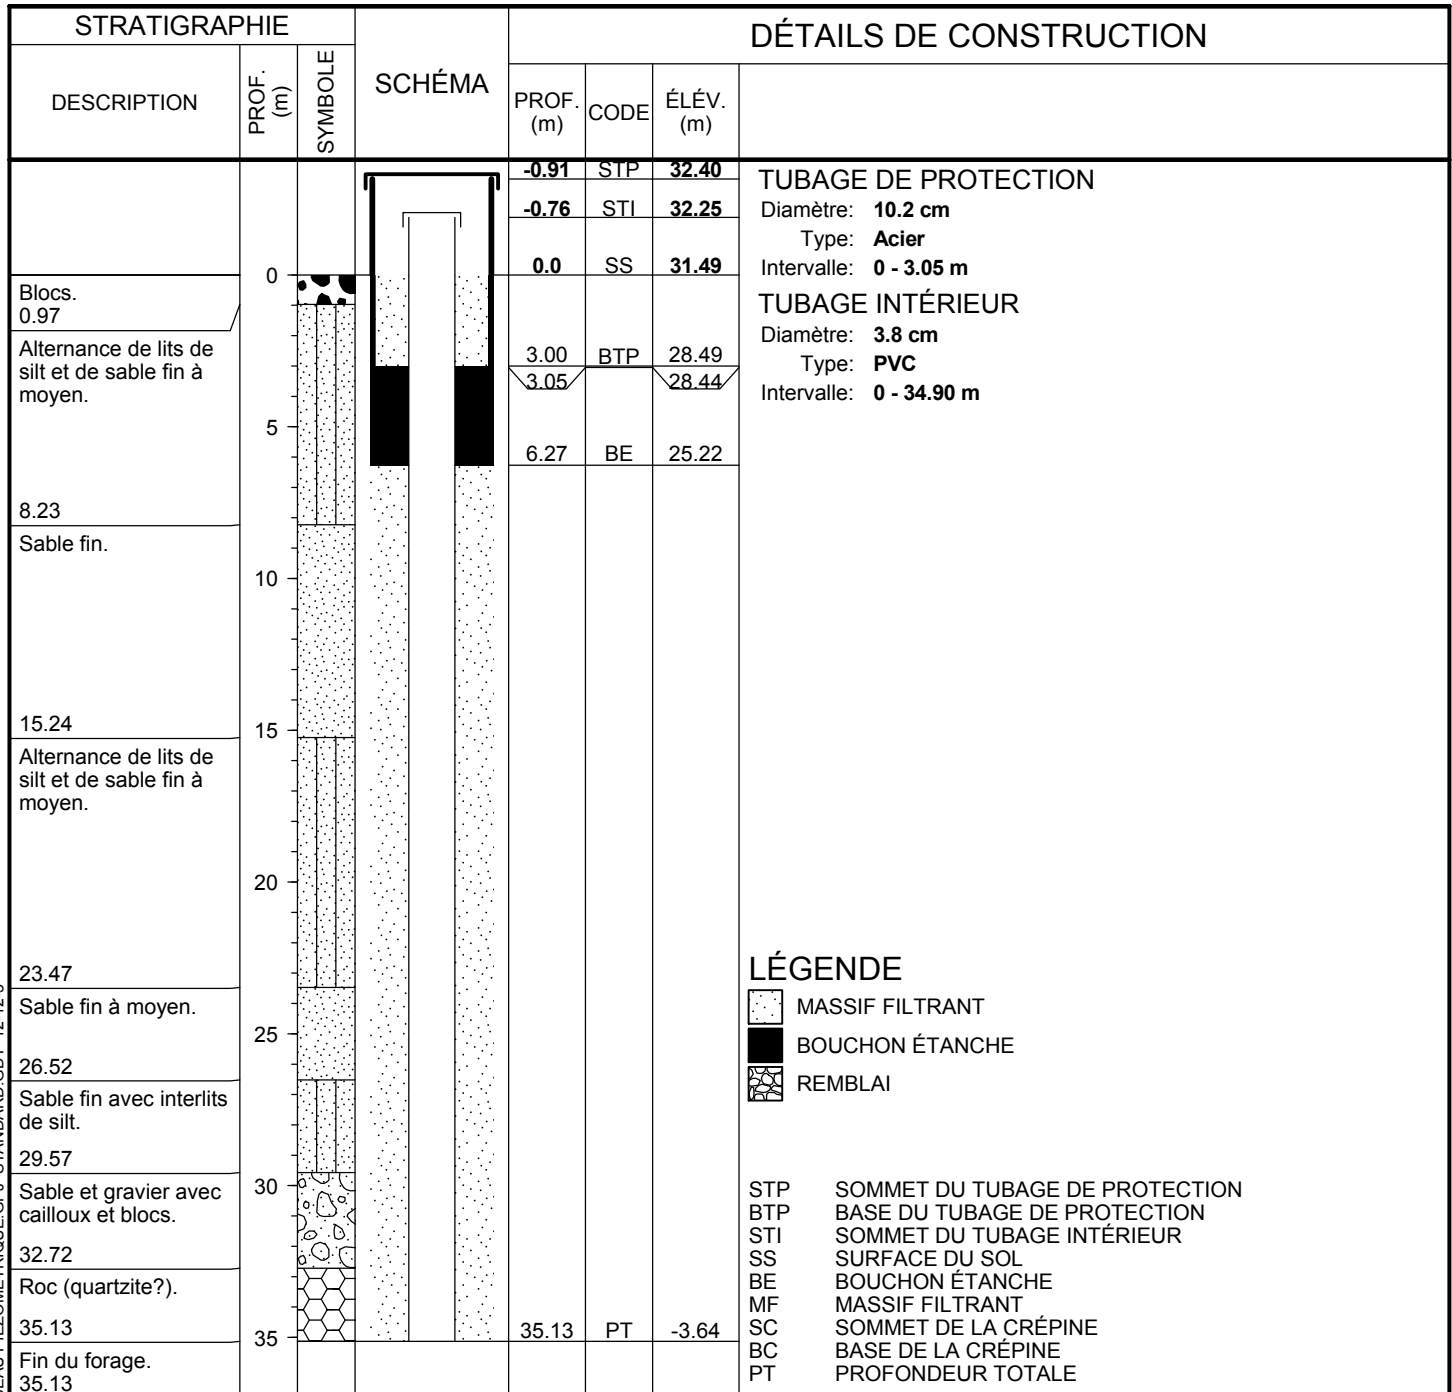 STRATIGRAPHIE
DESCRIPTION
PROF.
(m)
SYMBOLE
SCHÉMA
DÉTAILS DE CONSTRUCTION
PROF.
(m)
CODE
ÉLÉV.
(m)
Blocs.
0.97
Alternance de lits de
silt et de sable fin à
moyen.
8.23
Sable fin.
15.24
Alternance de lits de
silt et de sable fin à
moyen.
23.47
Sable fin à moyen.
26.52
Sable fin avec interlits
de silt.
29.57
Sable et gravier avec
cailloux et blocs.
32.72
Roc (quartzite?).
35.13
Fin du forage.
35.13
0
5
10
15
20
25
30
35
-0.91 STP 32.40
-0.76 STI 32.25
0.0 SS 31.49
3.00 BTP 28.49
3.05 28.44
6.27 BE 25.22
35.13 PT -3.64
TUBAGE DE PROTECTION
Diamètre: 10.2 cm
Type: Acier
Intervalle: 0 - 3.05 m
TUBAGE INTÉRIEUR
Diamètre: 3.8 cm
Type: PVC
Intervalle: 0 - 34.90 m
LÉGENDE
MASSIF FILTRANT
BOUCHON ÉTANCHE
REMBLAI
STP SOMMET DU TUBAGE DE PROTECTION
BTP BASE DU TUBAGE DE PROTECTION
STI SOMMET DU TUBAGE INTÉRIEUR
SS SURFACE DU SOL
BE BOUCHON ÉTANCHE
MF MASSIF FILTRANT
SC SOMMET DE LA CRÉPINE
BC BASE DE LA CRÉPINE
PT PROFONDEUR TOTALE